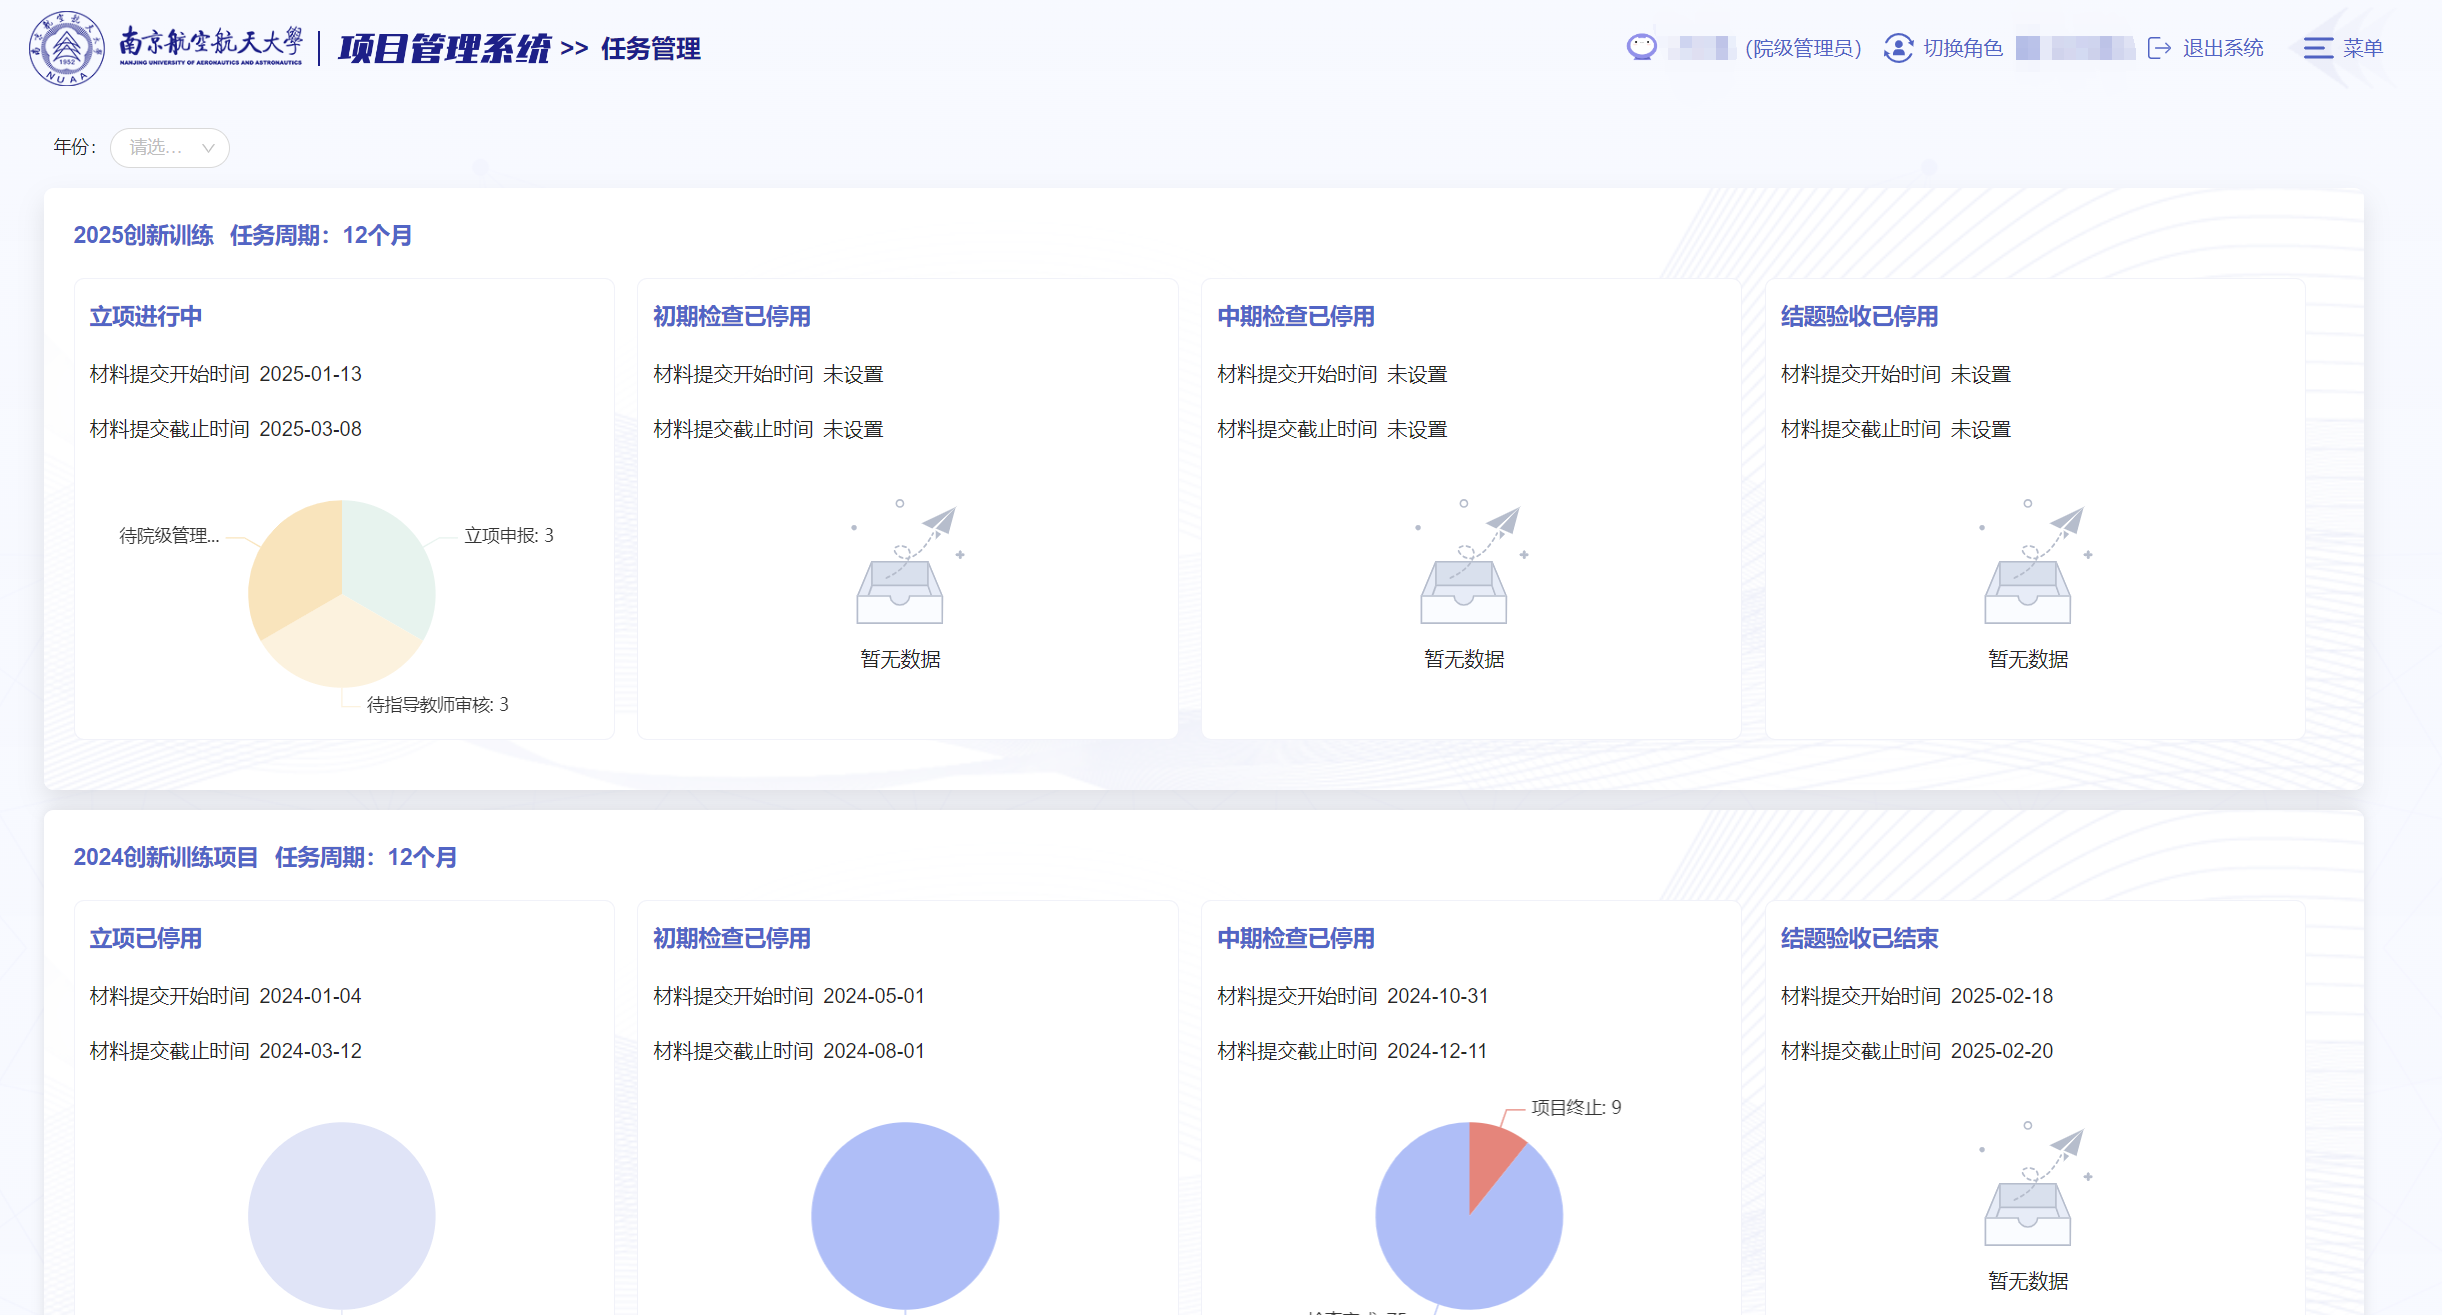 南京航空航天大學
NANJING UNIVERSITY OF AERONAUTICS AND ASTRONAUTICS
1952
NUAA
项目管理系统 >> 任务管理
(院级管理员) 切换角色 退出系统 菜单
年份： 请选...
2025创新训练 任务周期：12个月
立项进行中
材料提交开始时间 2025-01-13
材料提交截止时间 2025-03-08
待院级管理...
立项申报: 3
待指导教师审核: 3
初期检查已停用
材料提交开始时间 未设置
材料提交截止时间 未设置
暂无数据
中期检查已停用
材料提交开始时间 未设置
材料提交截止时间 未设置
暂无数据
结题验收已停用
材料提交开始时间 未设置
材料提交截止时间 未设置
暂无数据
2024创新训练项目 任务周期：12个月
立项已停用
材料提交开始时间 2024-01-04
材料提交截止时间 2024-03-12
初期检查已停用
材料提交开始时间 2024-05-01
材料提交截止时间 2024-08-01
中期检查已停用
材料提交开始时间 2024-10-31
材料提交截止时间 2024-12-11
项目终止: 9
结题验收已结束
材料提交开始时间 2025-02-18
材料提交截止时间 2025-02-20
暂无数据